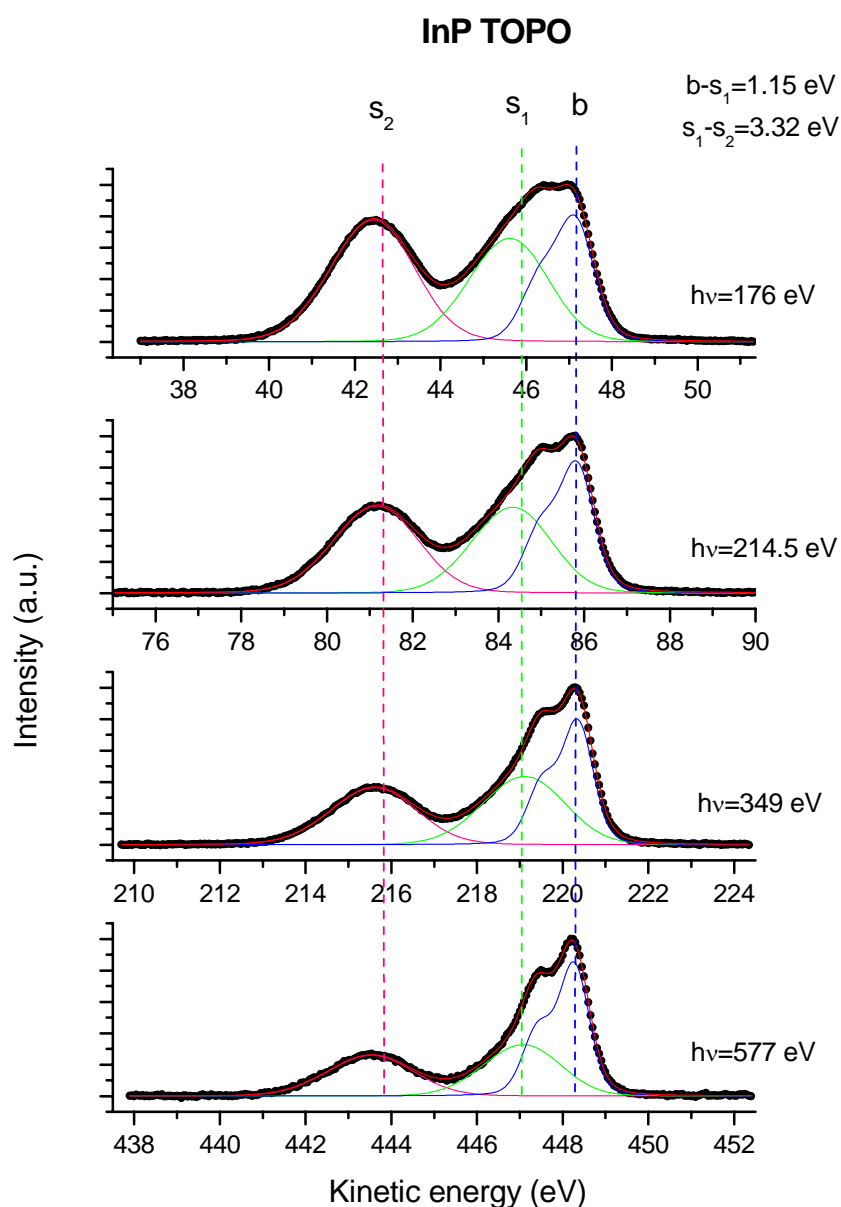 InP TOPO
b-s₁=1.15 eV
s₁-s₂=3.32 eV
s₂ s₁ b
hν=176 eV
38 40 42 44 46 48 50
hν=214.5 eV
76 78 80 82 84 86 88 90
hν=349 eV
210 212 214 216 218 220 222 224
hν=577 eV
438 440 442 444 446 448 450 452
Intensity (a.u.)
Kinetic energy (eV)